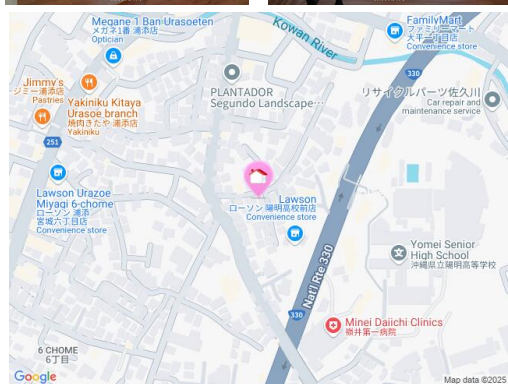 Megane 1 Ban Urasoeten
メガネ1番 浦添店
Optician
Kowan River
FamilyMart
ファミリーマート
大平一丁目店
Convenience store
330
Jimmy's
ジミー浦添店
Pastries
Yakiniku Kitaya
Urasoe branch
焼肉きたや 浦添店
Yakiniku
PLANTADOR
Segundo Landscape...
リサイクルパーツ佐久川
Car repair and
maintenance service
251
Lawson Urazoe
Miyagi 6-chome
ローソン 浦添
宮城六丁目店
Convenience store
Lawson
ローソン 陽明高校前店
Convenience store
Yomei Senior
High School
沖縄県立陽明高等学校
Nat'l Rte 330
330
Minei Daiichi Clinics
嶺井第一病院
6 CHOME
6丁目
Google
Map data ©2025